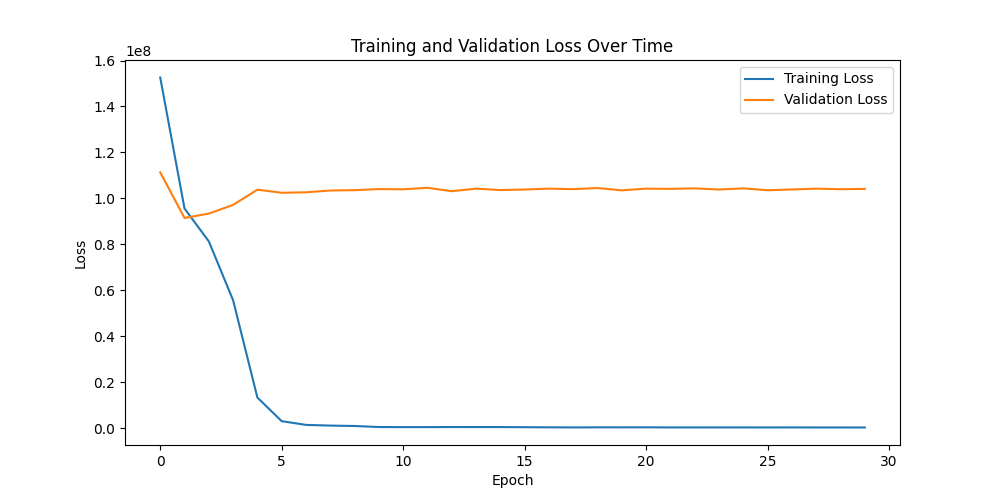 Training and Validation Loss Over Time
1e8
1.6
1.4
1.2
1.0
0.8
0.6
0.4
0.2
0.0
Loss
Training Loss
Validation Loss
0 5 10 15 20 25 30
Epoch